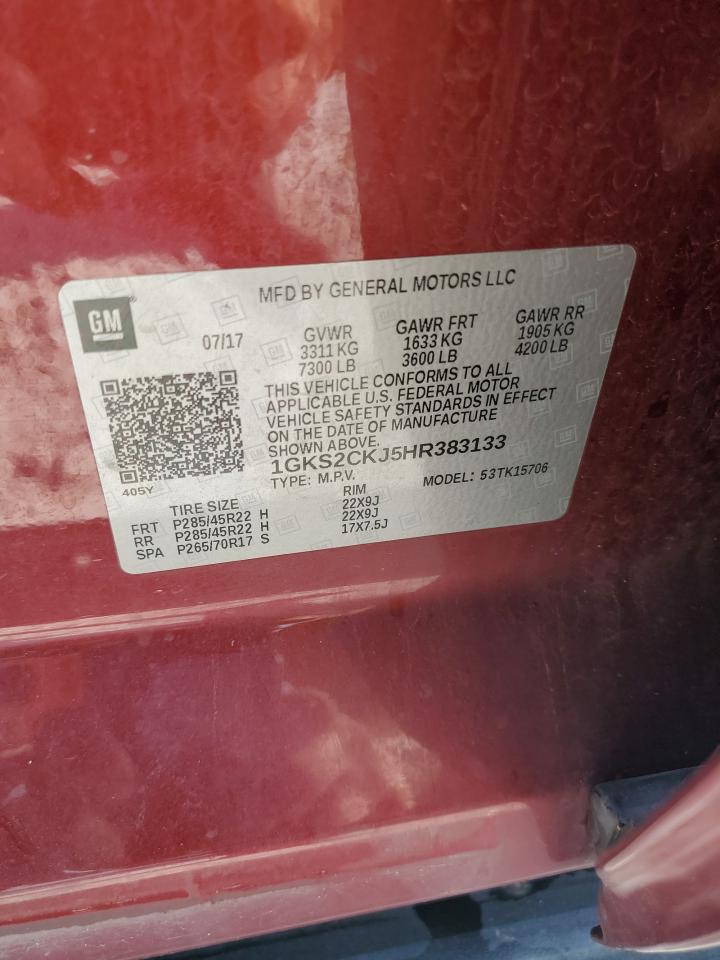 MFD BY GENERAL MOTORS LLC
GM®
07/17
GVWR
3311 KG
7300 LB
GAWR FRT
1633 KG
3600 LB
GAWR RR
1905 KG
4200 LB
THIS VEHICLE CONFORMS TO ALL
APPLICABLE U.S. FEDERAL MOTOR
VEHICLE SAFETY STANDARDS IN EFFECT
ON THE DATE OF MANUFACTURE
SHOWN ABOVE.
1GKS2CKJ5HR383133
TYPE: M.P.V. MODEL: 53TK15706
405Y
TIRE SIZE RIM
FRT P285/45R22 H 22X9J
RR P285/45R22 H 22X9J
SPA P265/70R17 S 17X7.5J